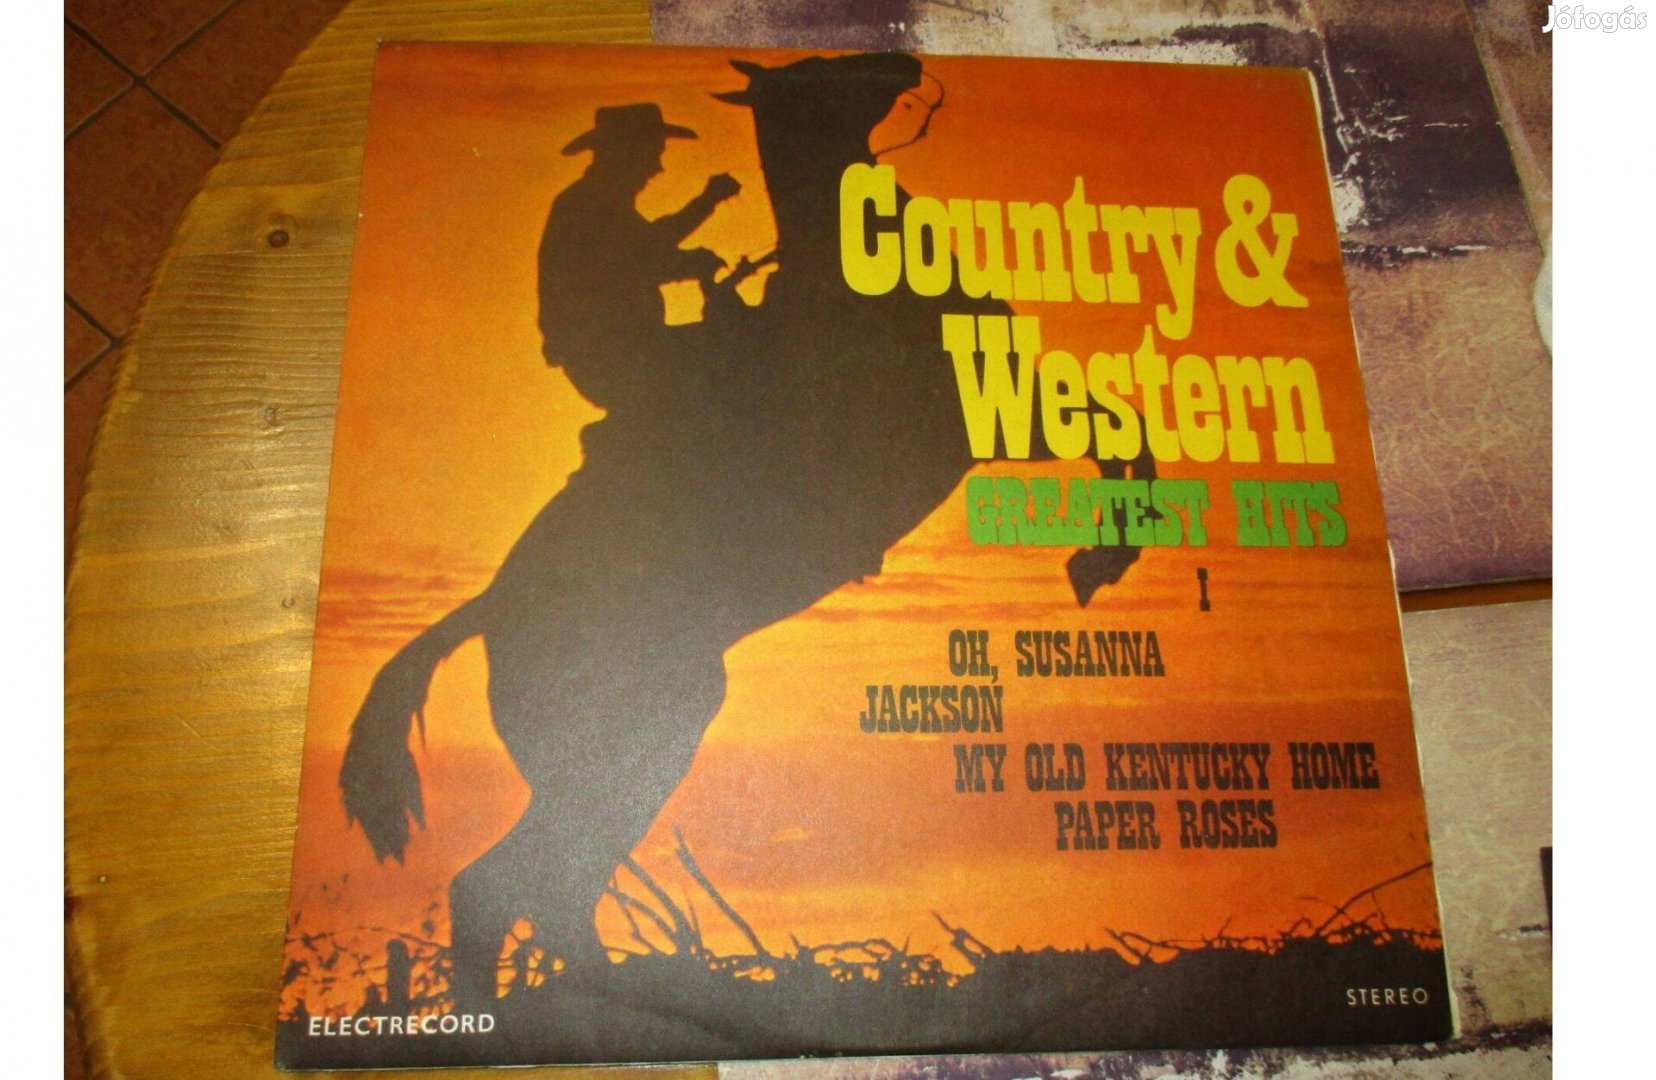 Jófogás
Country &
Western
GREATEST HITS
I
OH, SUSANNA
JACKSON
MY OLD KENTUCKY HOME
PAPER ROSES
STEREO
ELECTRECORD